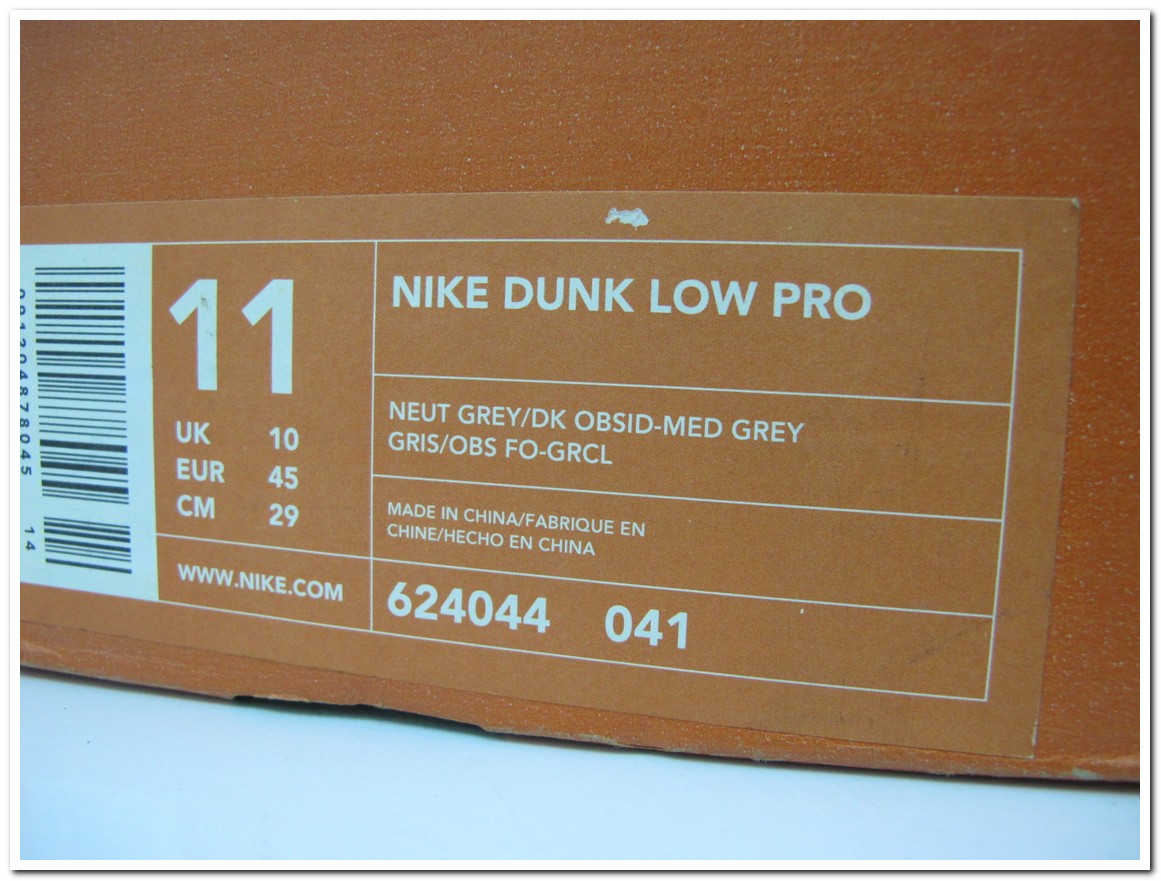 11
UK 10
EUR 45
CM 29
WWW.NIKE.COM
NIKE DUNK LOW PRO
NEUT GREY/DK OBSID-MED GREY
GRIS/OBS FO-GRCL
MADE IN CHINA/FABRIQUE EN
CHINE/HECHO EN CHINA
624044 041
14